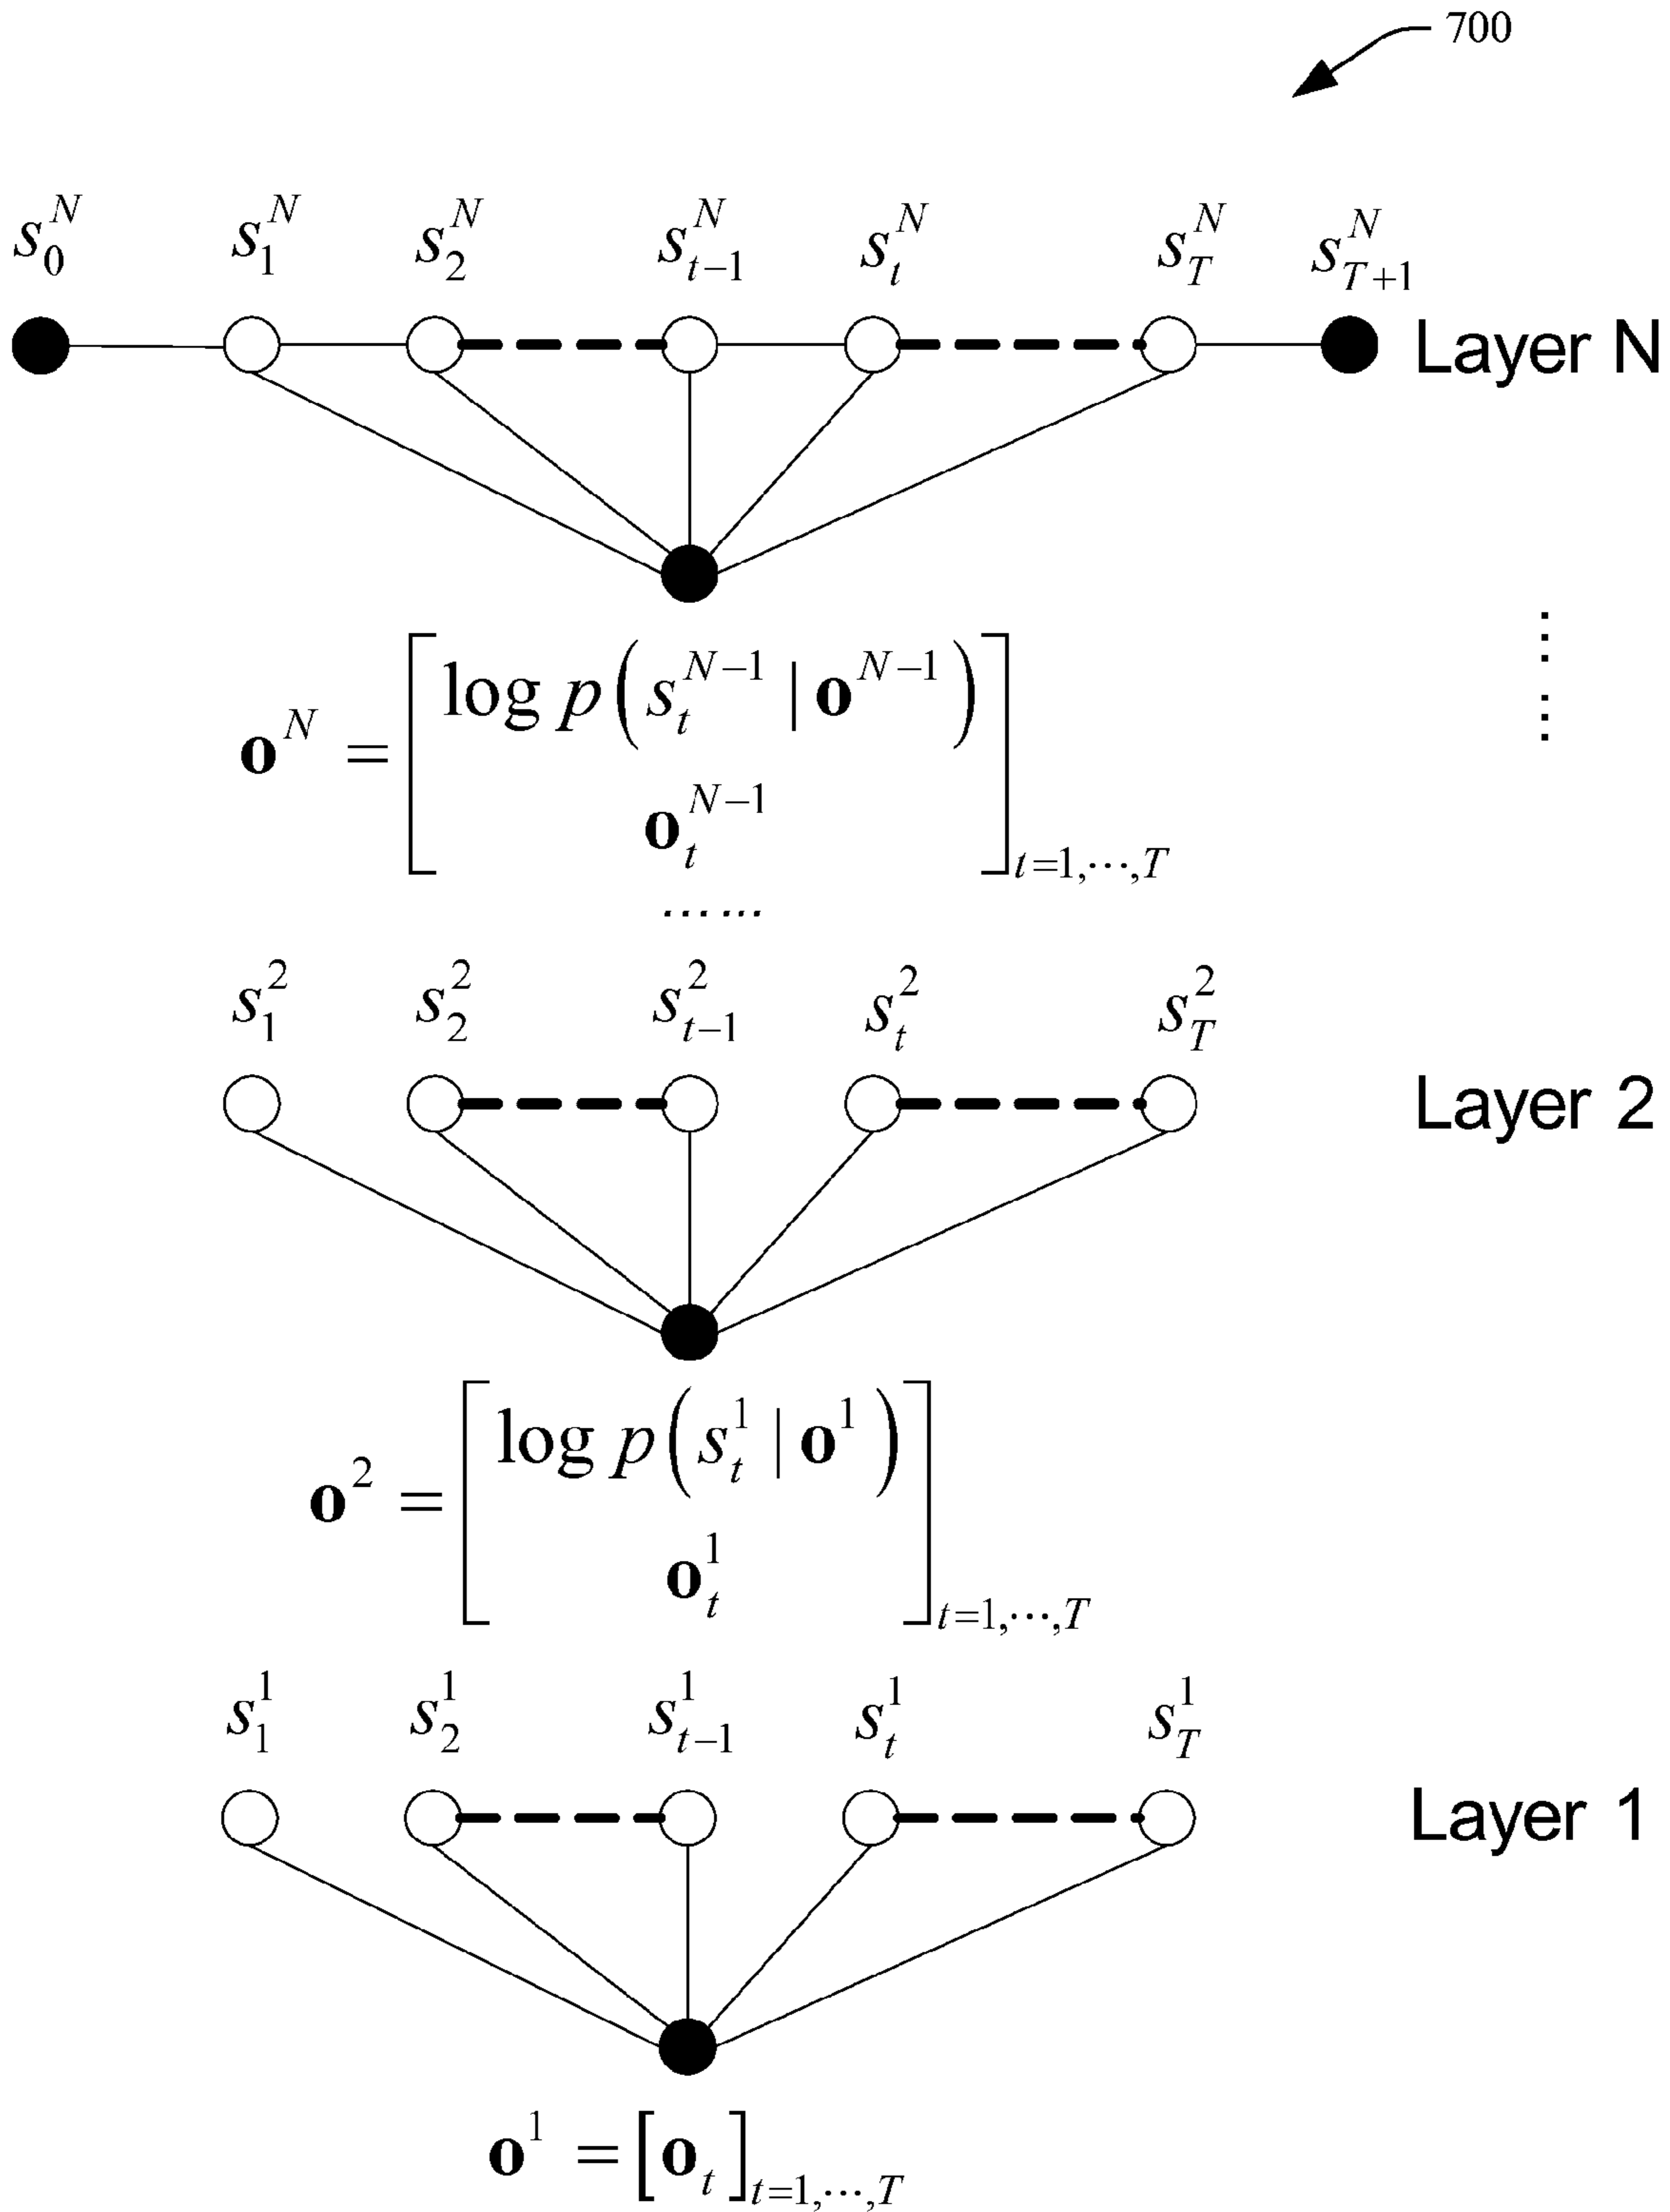 700
s_0^N s_1^N s_2^N s_{t-1}^N s_t^N s_T^N s_{T+1}^N
Layer N
o^N = [ log p( s_t^{N-1} | o^{N-1} ) o_t^{N-1} ]_{t=1,⋯,T}
⋮
⋮
⋯⋯
s_1^2 s_2^2 s_{t-1}^2 s_t^2 s_T^2
Layer 2
o^2 = [ log p( s_t^1 | o^1 ) o_t^1 ]_{t=1,⋯,T}
s_1^1 s_2^1 s_{t-1}^1 s_t^1 s_T^1
Layer 1
o^1 = [ o_t ]_{t=1,⋯,T}